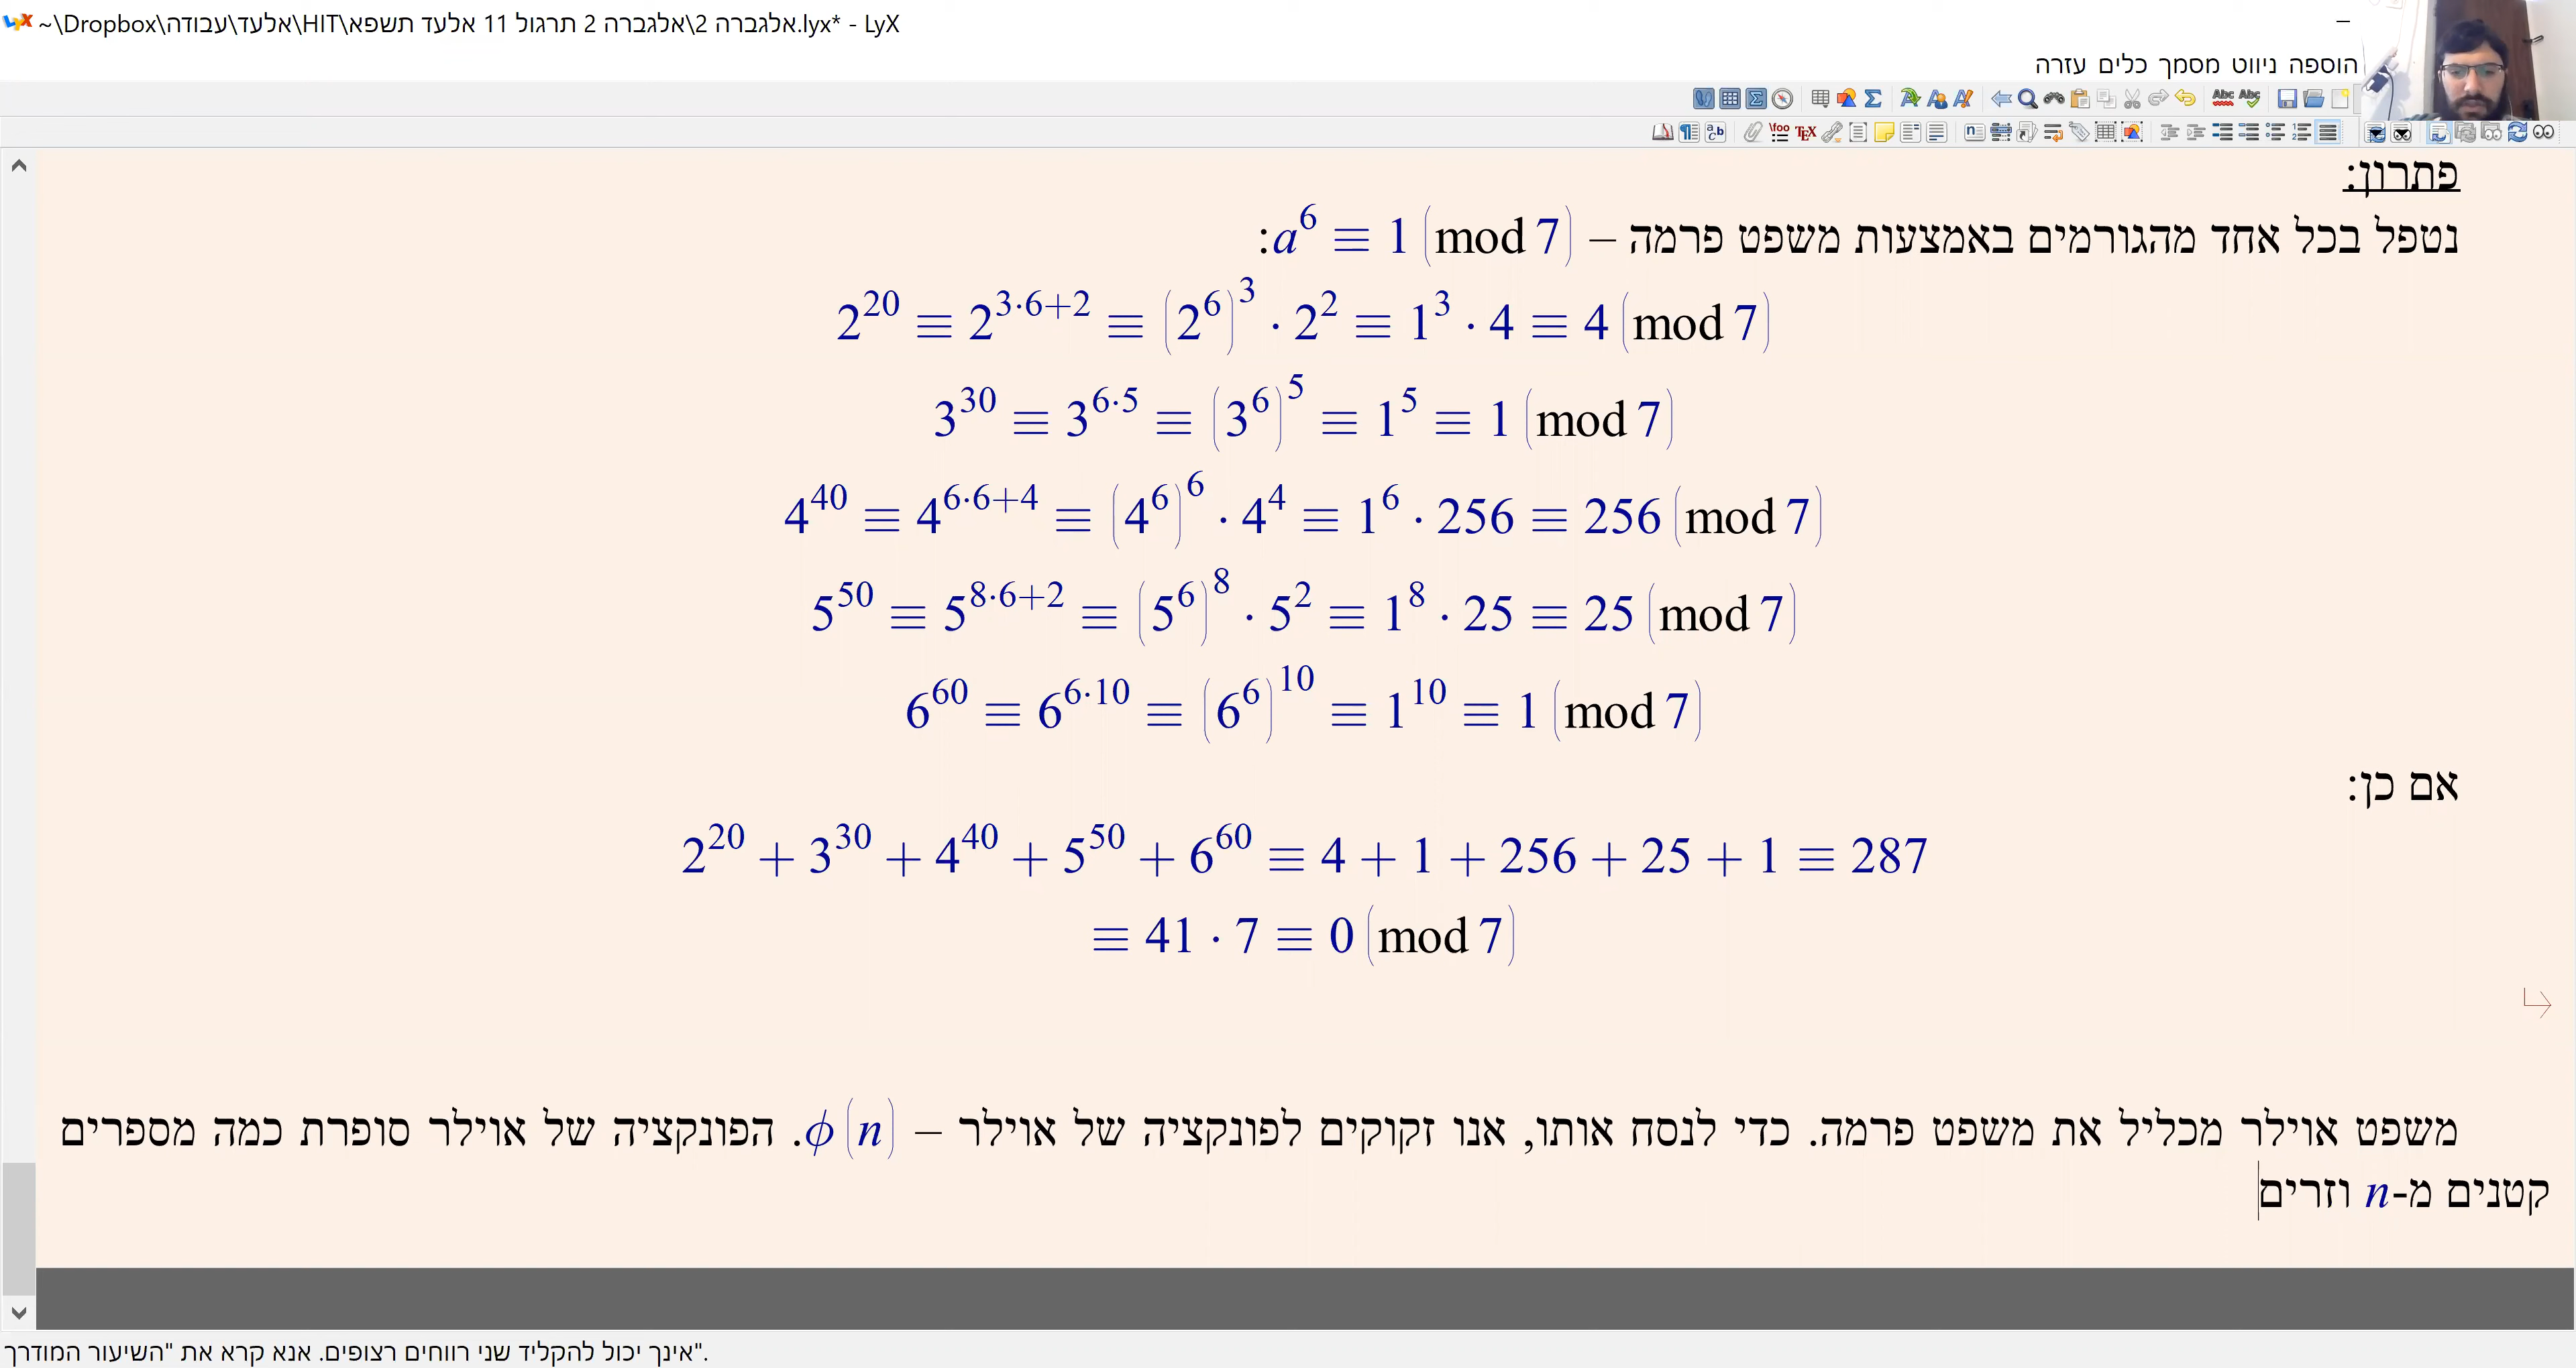 ~\Dropbox\אלעד\עבודה\HIT\אלגברה 2\אלגברה 2 תרגול 11 אלעד תשפא.lyx* - LyX
הוספה ניווט מסמך כלים עזרה
פתרון:
נטפל בכל אחד מהגורמים באמצעות משפט פרמה – a^6 ≡ 1 (mod 7):
2^20 ≡ 2^{3·6+2} ≡ (2^6)^3 · 2^2 ≡ 1^3 · 4 ≡ 4 (mod 7)
3^30 ≡ 3^{6·5} ≡ (3^6)^5 ≡ 1^5 ≡ 1 (mod 7)
4^40 ≡ 4^{6·6+4} ≡ (4^6)^6 · 4^4 ≡ 1^6 · 256 ≡ 256 (mod 7)
5^50 ≡ 5^{8·6+2} ≡ (5^6)^8 · 5^2 ≡ 1^8 · 25 ≡ 25 (mod 7)
6^60 ≡ 6^{6·10} ≡ (6^6)^10 ≡ 1^10 ≡ 1 (mod 7)
אם כן:
2^20 + 3^30 + 4^40 + 5^50 + 6^60 ≡ 4 + 1 + 256 + 25 + 1 ≡ 287
≡ 41 · 7 ≡ 0 (mod 7)
משפט אוילר מכליל את משפט פרמה. כדי לנסח אותו, אנו זקוקים לפונקציה של אוילר – ϕ(n). הפונקציה של אוילר סופרת כמה מספרים
קטנים מ-n וזרים
אינך יכול להקליד שני רווחים רצופים. אנא קרא את "השיעור המודרך".